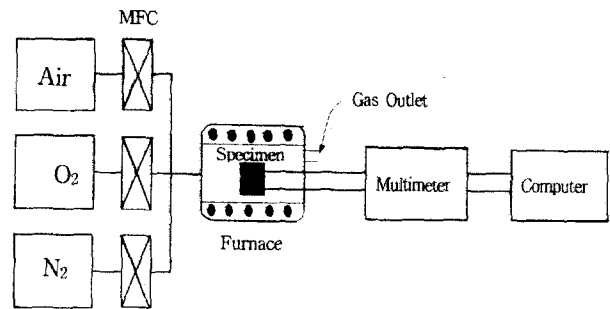 MFC
Air
Gas Outlet
Specimen
O₂
Multimeter
Computer
Furnace
N₂